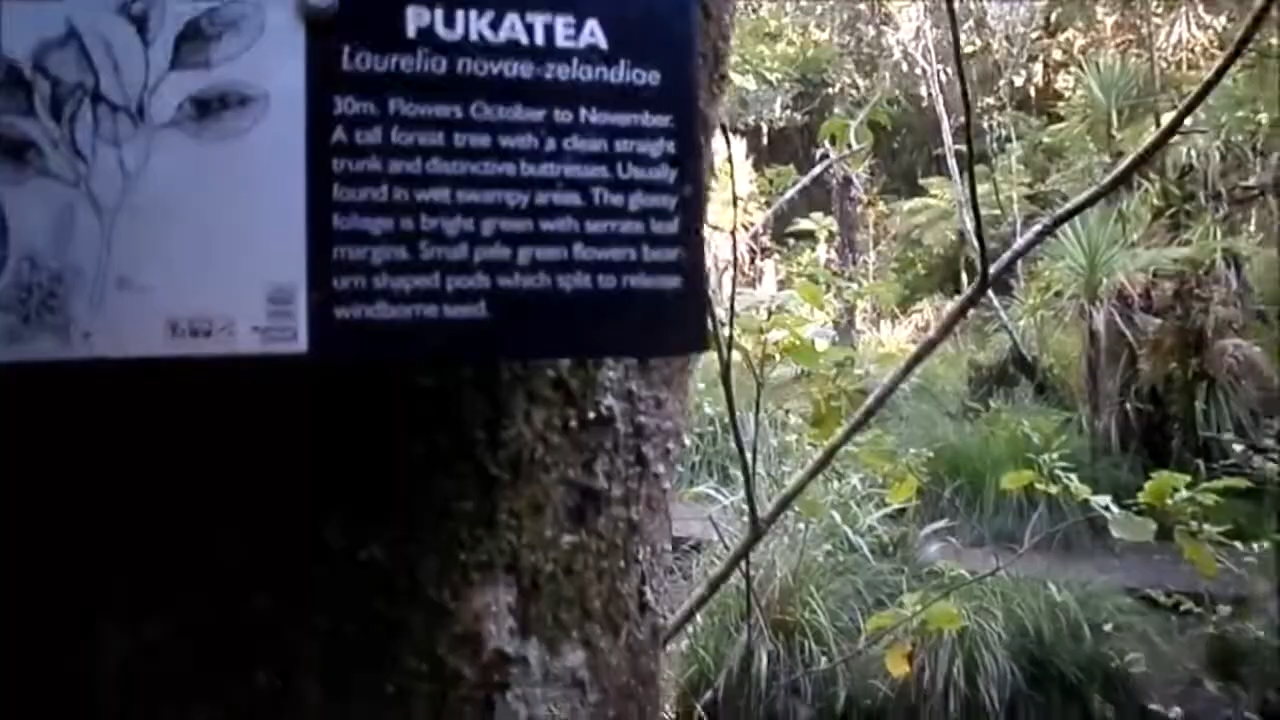 PUKATEA
Laurelia novae-zelandiae
30m. Flowers October to November.
A tall forest tree with a clean straight
trunk and distinctive buttresses. Usually
found in wet swampy areas. The glossy
foliage is bright green with serrate leaf
margins. Small pale green flowers bear
urn shaped pods which split to release
windborne seed.